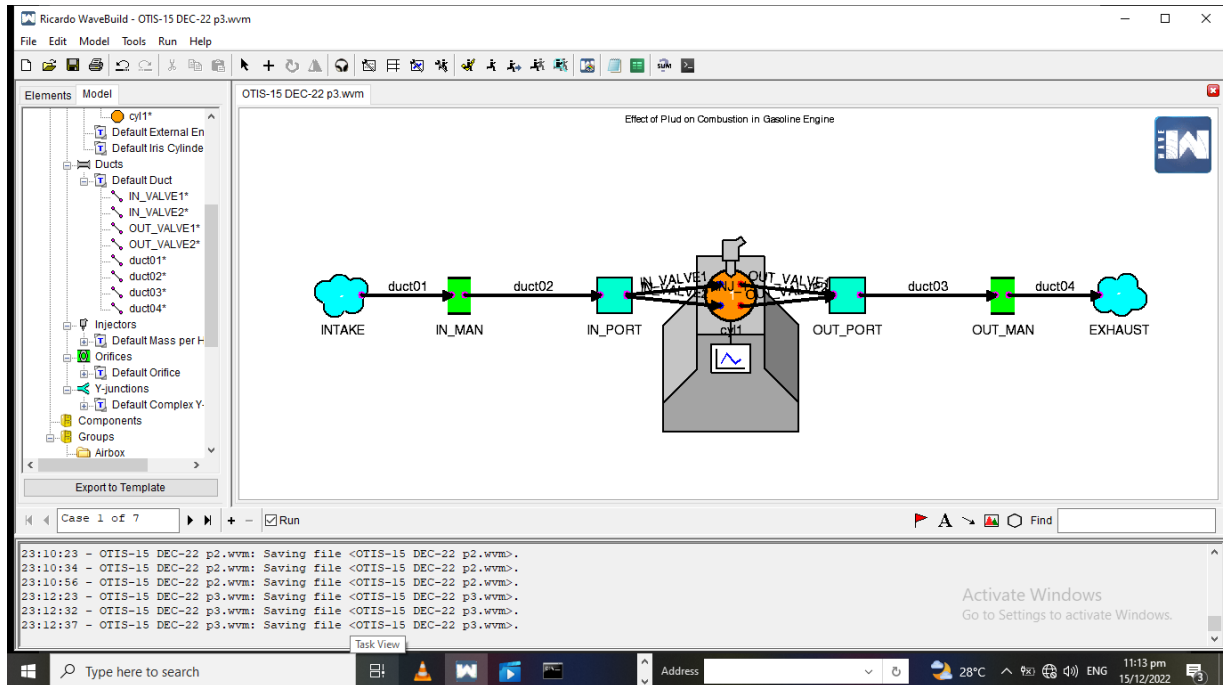 Ricardo WaveBuild - OTIS-15 DEC-22 p3.wvm
File Edit Model Tools Run Help
SUM
Elements Model
OTIS-15 DEC-22 p3.wvm
cyl1*
Default External En
Default Iris Cylinde
Ducts
Default Duct
IN_VALVE1*
IN_VALVE2*
OUT_VALVE1*
OUT_VALVE2*
duct01*
duct02*
duct03*
duct04*
Injectors
Default Mass per H
Orifices
Default Orifice
Y-junctions
Default Complex Y-
Components
Groups
Airbox
Export to Template
Effect of Plud on Combustion in Gasoline Engine
WAVE
duct01 duct02 IN_VALVE1 OUT_VALVE1 duct03 duct04
INTAKE IN_MAN IN_PORT cyl1 OUT_PORT OUT_MAN EXHAUST
Case 1 of 7 Run A Find
23:10:23 - OTIS-15 DEC-22 p2.wvm: Saving file <OTIS-15 DEC-22 p2.wvm>.
23:10:34 - OTIS-15 DEC-22 p2.wvm: Saving file <OTIS-15 DEC-22 p2.wvm>.
23:10:56 - OTIS-15 DEC-22 p2.wvm: Saving file <OTIS-15 DEC-22 p2.wvm>.
23:12:23 - OTIS-15 DEC-22 p3.wvm: Saving file <OTIS-15 DEC-22 p3.wvm>.
23:12:32 - OTIS-15 DEC-22 p3.wvm: Saving file <OTIS-15 DEC-22 p3.wvm>.
23:12:37 - OTIS-15 DEC-22 p3.wvm: Saving file <OTIS-15 DEC-22 p3.wvm>.
Activate Windows
Go to Settings to activate Windows.
Task View
Type here to search
Address
28°C
ENG
11:13 pm
15/12/2022
3